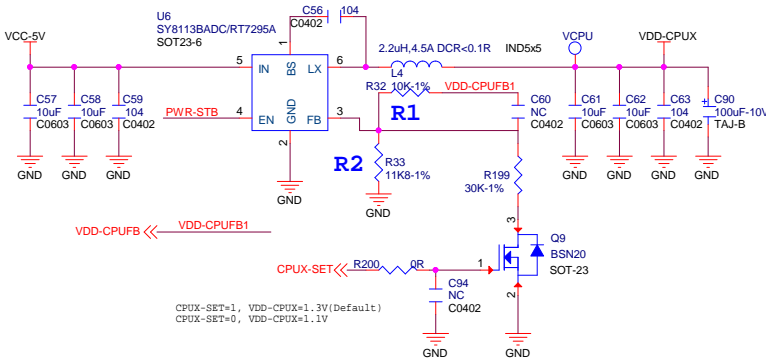 U6
SY8113BADC/RT7295A
SOT23-6
C56
104
C0402
VCC-5V
1
BS
5
IN
LX
6
2.2uH,4.5A DCR<0.1R
IND5x5
L4
VCPU
VDD-CPUX
R32 10K-1%
VDD-CPUFB1
R1
C57
10uF
C0603
C58
10uF
C0603
C59
104
C0402
PWR-STB
4
EN
GND
FB
3
2
GND
C60
NC
C0402
C61
10uF
C0603
C62
10uF
C0603
C63
104
C0402
C90
100uF-10V
TAJ-B
GND
GND
GND
GND
GND
GND
GND
R2
R33
11K8-1%
GND
R199
30K-1%
VDD-CPUFB
VDD-CPUFB1
3
Q9
BSN20
SOT-23
CPUX-SET
R200
0R
1
2
C94
NC
C0402
CPUX-SET=1, VDD-CPUX=1.3V(Default)
CPUX-SET=0, VDD-CPUX=1.1V
GND
GND